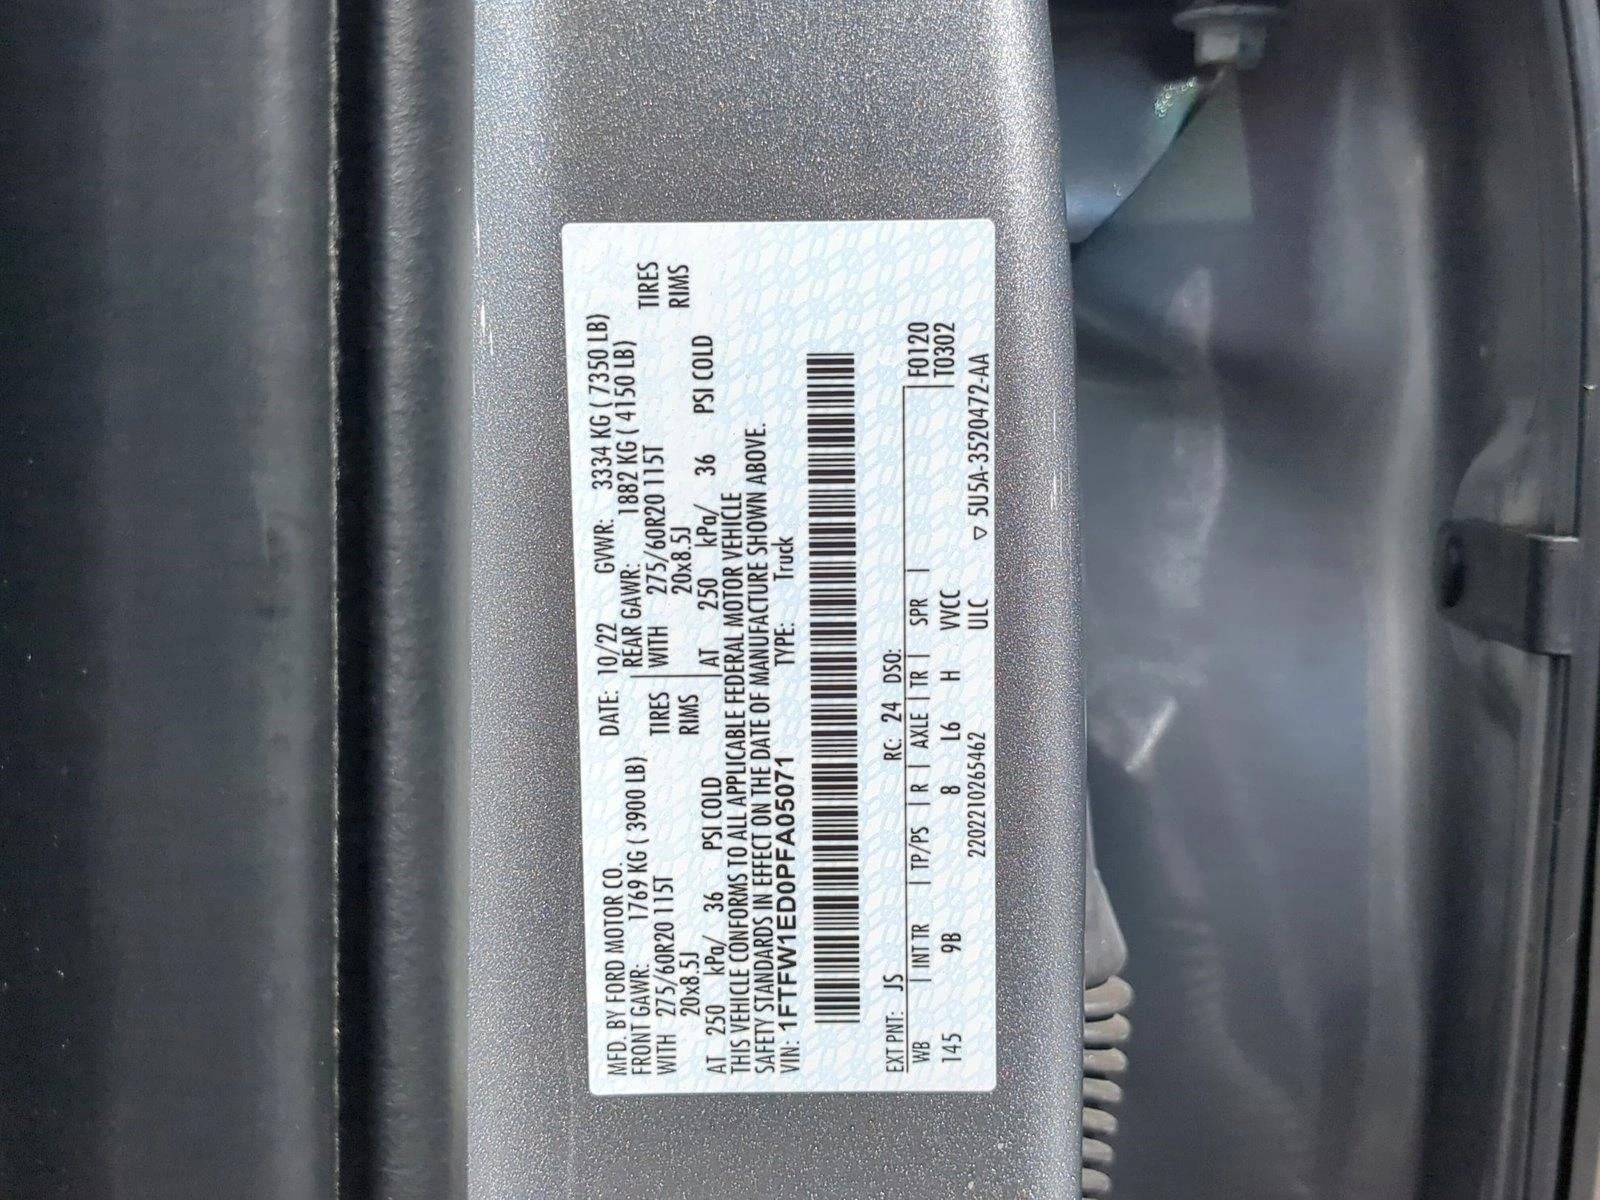 MFD. BY FORD MOTOR CO. DATE: 10/22 GVWR: 3334 KG ( 7350 LB)
FRONT GAWR: 1769 KG ( 3900 LB) REAR GAWR: 1882 KG ( 4150 LB)
WITH 275/60R20 115T TIRES WITH 275/60R20 115T TIRES
20x8.5J RIMS 20x8.5J RIMS
AT 250 kPa/ 36 PSI COLD AT 250 kPa/ 36 PSI COLD
THIS VEHICLE CONFORMS TO ALL APPLICABLE FEDERAL MOTOR VEHICLE
SAFETY STANDARDS IN EFFECT ON THE DATE OF MANUFACTURE SHOWN ABOVE.
VIN: 1FTFW1ED0PFA05071 TYPE: Truck
EXT PNT: JS RC: 24 DSO: F0120
WB | INT TR | TP/PS | R | AXLE | TR | SPR | T0302
145 9B 8 L6 H VVCC
2202210265462 ULC ▽ 5U5A-3520472-AA